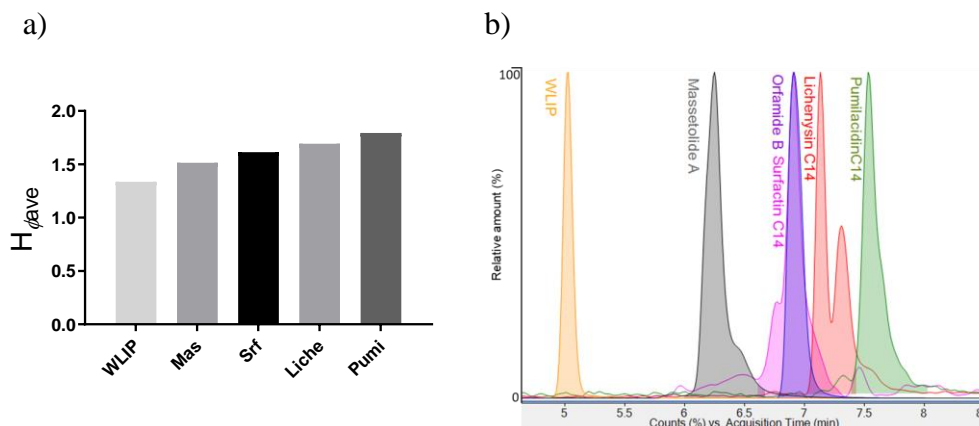 a)
2.0
1.5
1.0
0.5
0.0
Hϕave
WLIP
Mas
Srf
Liche
Pumi
b)
100
0
Relative amount (%)
WLIP
Massetolide A
Orfamide B
Surfactin C14
Lichenysin C14
PumilacidinC14
5 5.5 6 6.5 7 7.5 8
Counts (%) vs. Acquisition Time (min)